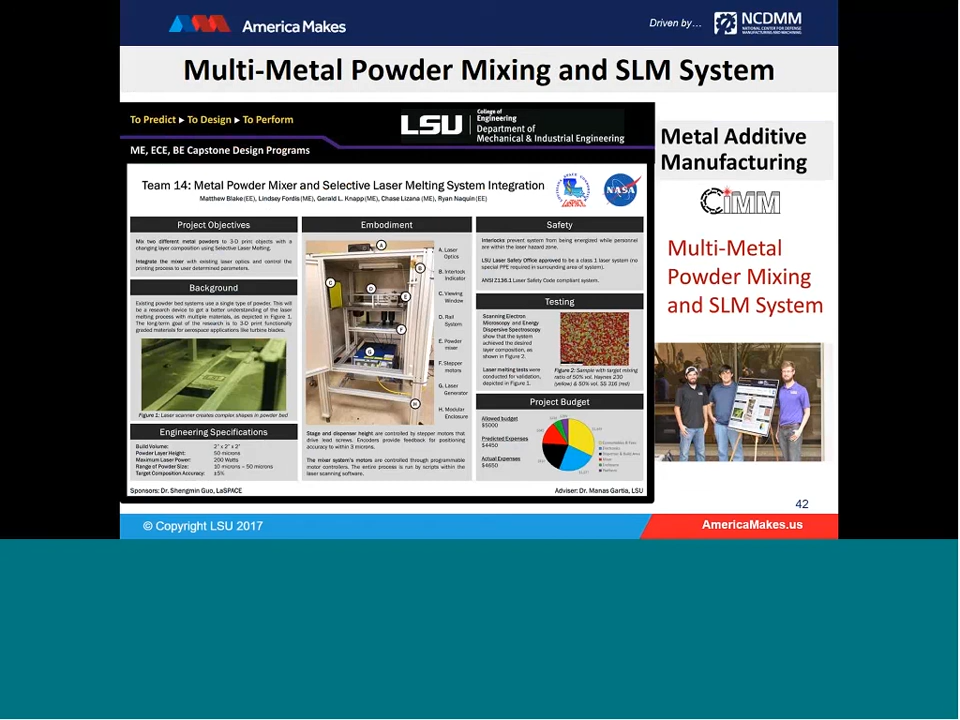 America Makes
Driven by...
NCDMM
NATIONAL CENTER FOR DEFENSE
MANUFACTURING AND MACHINING
Multi-Metal Powder Mixing and SLM System
To Predict ▸ To Design ▸ To Perform
ME, ECE, BE Capstone Design Programs
LSU
College of
Engineering
Department of
Mechanical & Industrial Engineering
Team 14: Metal Powder Mixer and Selective Laser Melting System Integration
Matthew Blake(EE), Lindsey Fordis(ME), Gerald L. Knapp(ME), Chase Lizana (ME), Ryan Naquin(EE)
LaSPACE
NASA
Project Objectives
Mix two different metal powders to 3-D print objects with a
changing layer composition using Selective Laser Melting.
Integrate the mixer with existing laser optics and control the
printing process to user determined parameters.
Background
Existing powder bed systems use a single type of powder. This will
be a research device to get a better understanding of the laser
melting process with multiple materials, as depicted in Figure 1.
The long-term goal of the research is to 3-D print functionally
graded materials for aerospace applications like turbine blades.
Figure 1: Laser scanner creates complex shapes in powder bed
Engineering Specifications
Build Volume: 2" x 2" x 2"
Powder Layer Height: 50 microns
Maximum Laser Power: 200 Watts
Range of Powder Size: 10 microns – 50 microns
Target Composition Accuracy: ±5%
Embodiment
A
B
C
D
E
F
G
H
A. Laser
Optics
B. Interlock
Indicator
C. Viewing
Window
D. Rail
System
E. Powder
mixer
F. Stepper
motors
G. Laser
Generator
H. Modular
Enclosure
Stage and dispenser height are controlled by stepper motors that
drive lead screws. Encoders provide feedback for positioning
accuracy to within 3 microns.
The mixer system's motors are controlled through programmable
motor controllers. The entire process is run by scripts within the
laser scanning software.
Safety
Interlocks prevent system from being energized while personnel
are within the laser hazard zone.
LSU Laser Safety Office approved to be a class 1 laser system (no
special PPE required in surrounding area of system).
ANSI Z136.1 Laser Safety Code compliant system.
Testing
Scanning Electron
Microscopy and Energy
Dispersive Spectroscopy
show that the system
achieved the desired
layer composition, as
shown in Figure 2.
Laser melting tests were
conducted for validation,
depicted in Figure 1.
Figure 2: Sample with target mixing
ratio of 50% vol. Haynes 230
(yellow) & 50% vol. SS 316 (red)
Project Budget
Allowed budget
$5000
Predicted Expenses
$4450
Actual Expenses
$4650
Sponsors: Dr. Shengmin Guo, LaSPACE
Adviser: Dr. Manas Gartia, LSU
Metal Additive
Manufacturing
CIMM
Multi-Metal
Powder Mixing
and SLM System
42
© Copyright LSU 2017
AmericaMakes.us